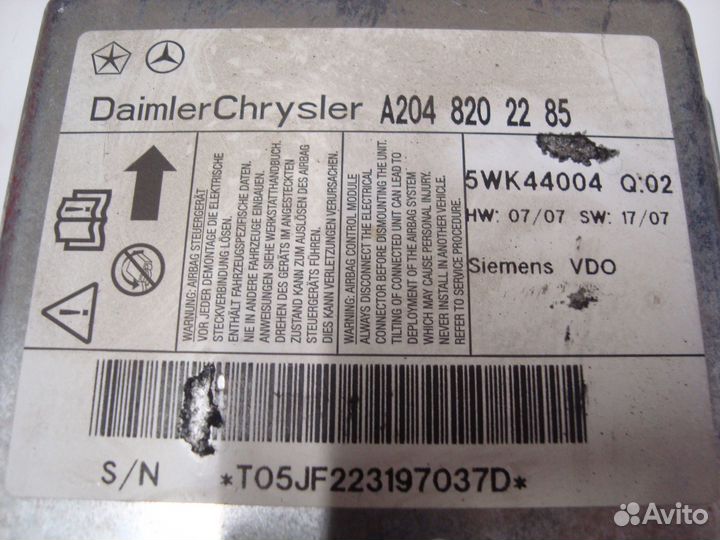 DaimlerChrysler A204 820 22 85
WARNUNG: AIRBAG STEUERGERÄT
VOR JEDER DEMONTAGE DIE ELEKTRISCHE
STECKVERBINDUNG LÖSEN.
ENTHÄLT FAHRZEUGSPEZIFISCHE DATEN.
NIE IN ANDERE FAHRZEUGE EINBAUEN.
ANWEISUNGEN SIEHE WERKSTATTHANDBUCH.
DREHEN DES GERÄTS IM ANGESTECKTEN
ZUSTAND KANN ZUM AUSLÖSEN DES AIRBAG
STEUERGERÄTS FÜHREN.
DIES KANN VERLETZUNGEN VERURSACHEN.
WARNING: AIRBAG CONTROL MODULE
ALWAYS DISCONNECT THE ELECTRICAL
CONNECTOR BEFORE DISMOUNTING THE UNIT.
TILTING OF CONNECTED UNIT CAN LEAD TO
DEPLOYMENT OF THE AIRBAG SYSTEM
WHICH MAY CAUSE PERSONAL INJURY.
NEVER INSTALL IN ANOTHER VEHICLE.
REFER TO SERVICE PROCEDURE.
5WK44004 Q:02
HW: 07/07 SW: 17/07
Siemens VDO
S/N *T05JF223197037D*
Avito